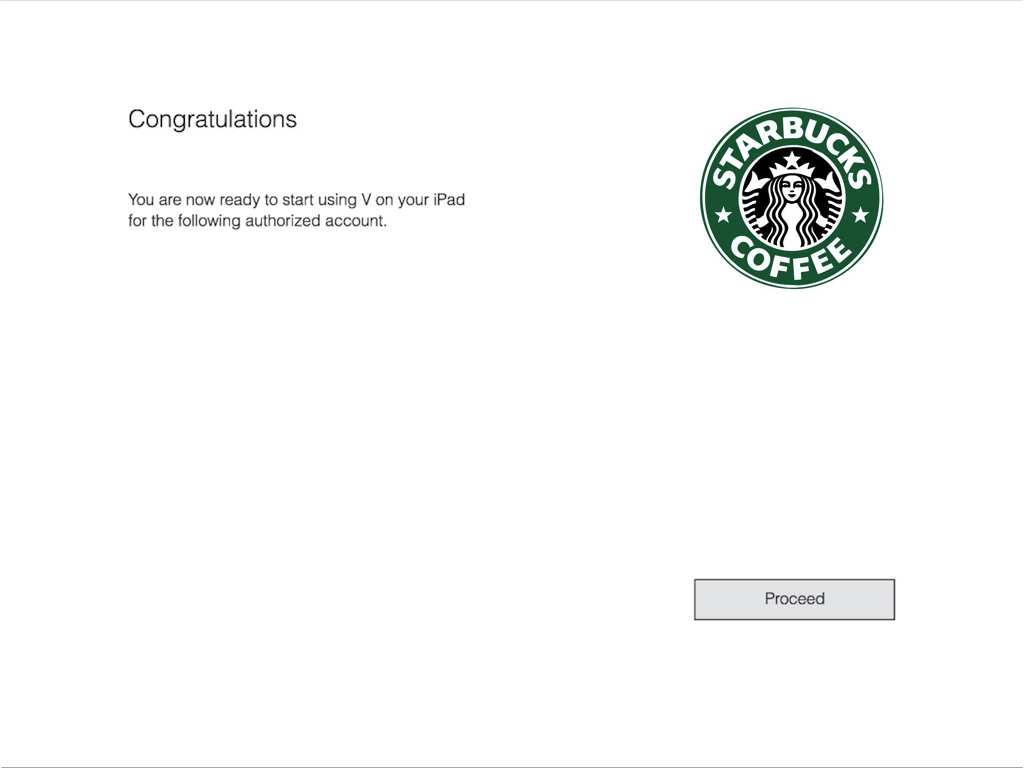 Congratulations
You are now ready to start using V on your iPad
for the following authorized account.
STARBUCKS
COFFEE
Proceed